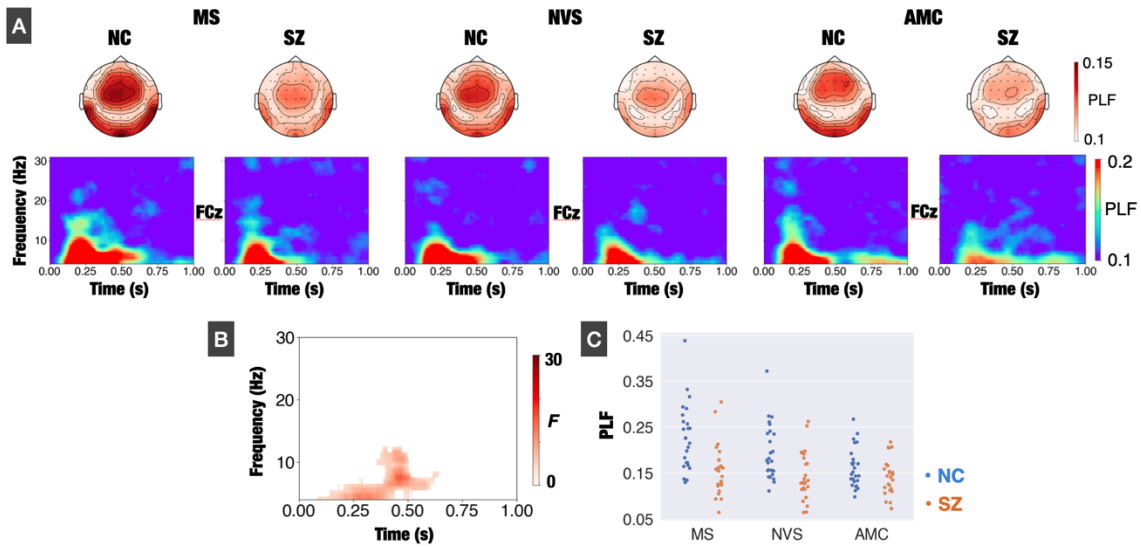 A
MS NVS AMC
NC SZ NC SZ NC SZ
0.15
PLF
0.1
Frequency (Hz)
30
20
10
FCz
FCz
0.2
PLF
0.1
0.00 0.25 0.50 0.75 1.00 0.00 0.25 0.50 0.75 1.00 0.00 0.25 0.50 0.75 1.00 0.00 0.25 0.50 0.75 1.00 0.00 0.25 0.50 0.75 1.00 0.00 0.25 0.50 0.75 1.00
Time (s) Time (s) Time (s) Time (s) Time (s) Time (s)
B
Frequency (Hz)
30
20
10
0.00 0.25 0.50 0.75 1.00
Time (s)
30
F
0
C
PLF
0.45
0.35
0.25
0.15
0.05
MS NVS AMC
NC
SZ